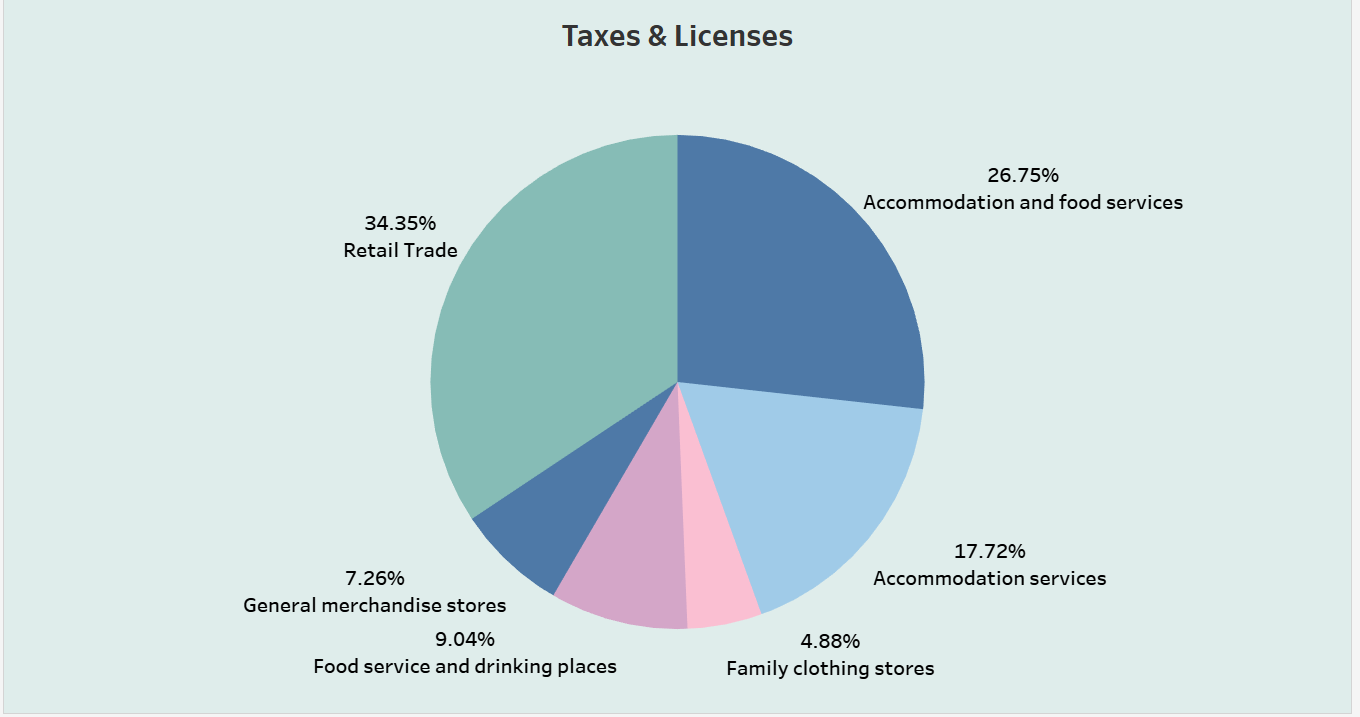 Taxes & Licenses
26.75%
Accommodation and food services
34.35%
Retail Trade
17.72%
Accommodation services
7.26%
General merchandise stores
9.04%
Food service and drinking places
4.88%
Family clothing stores